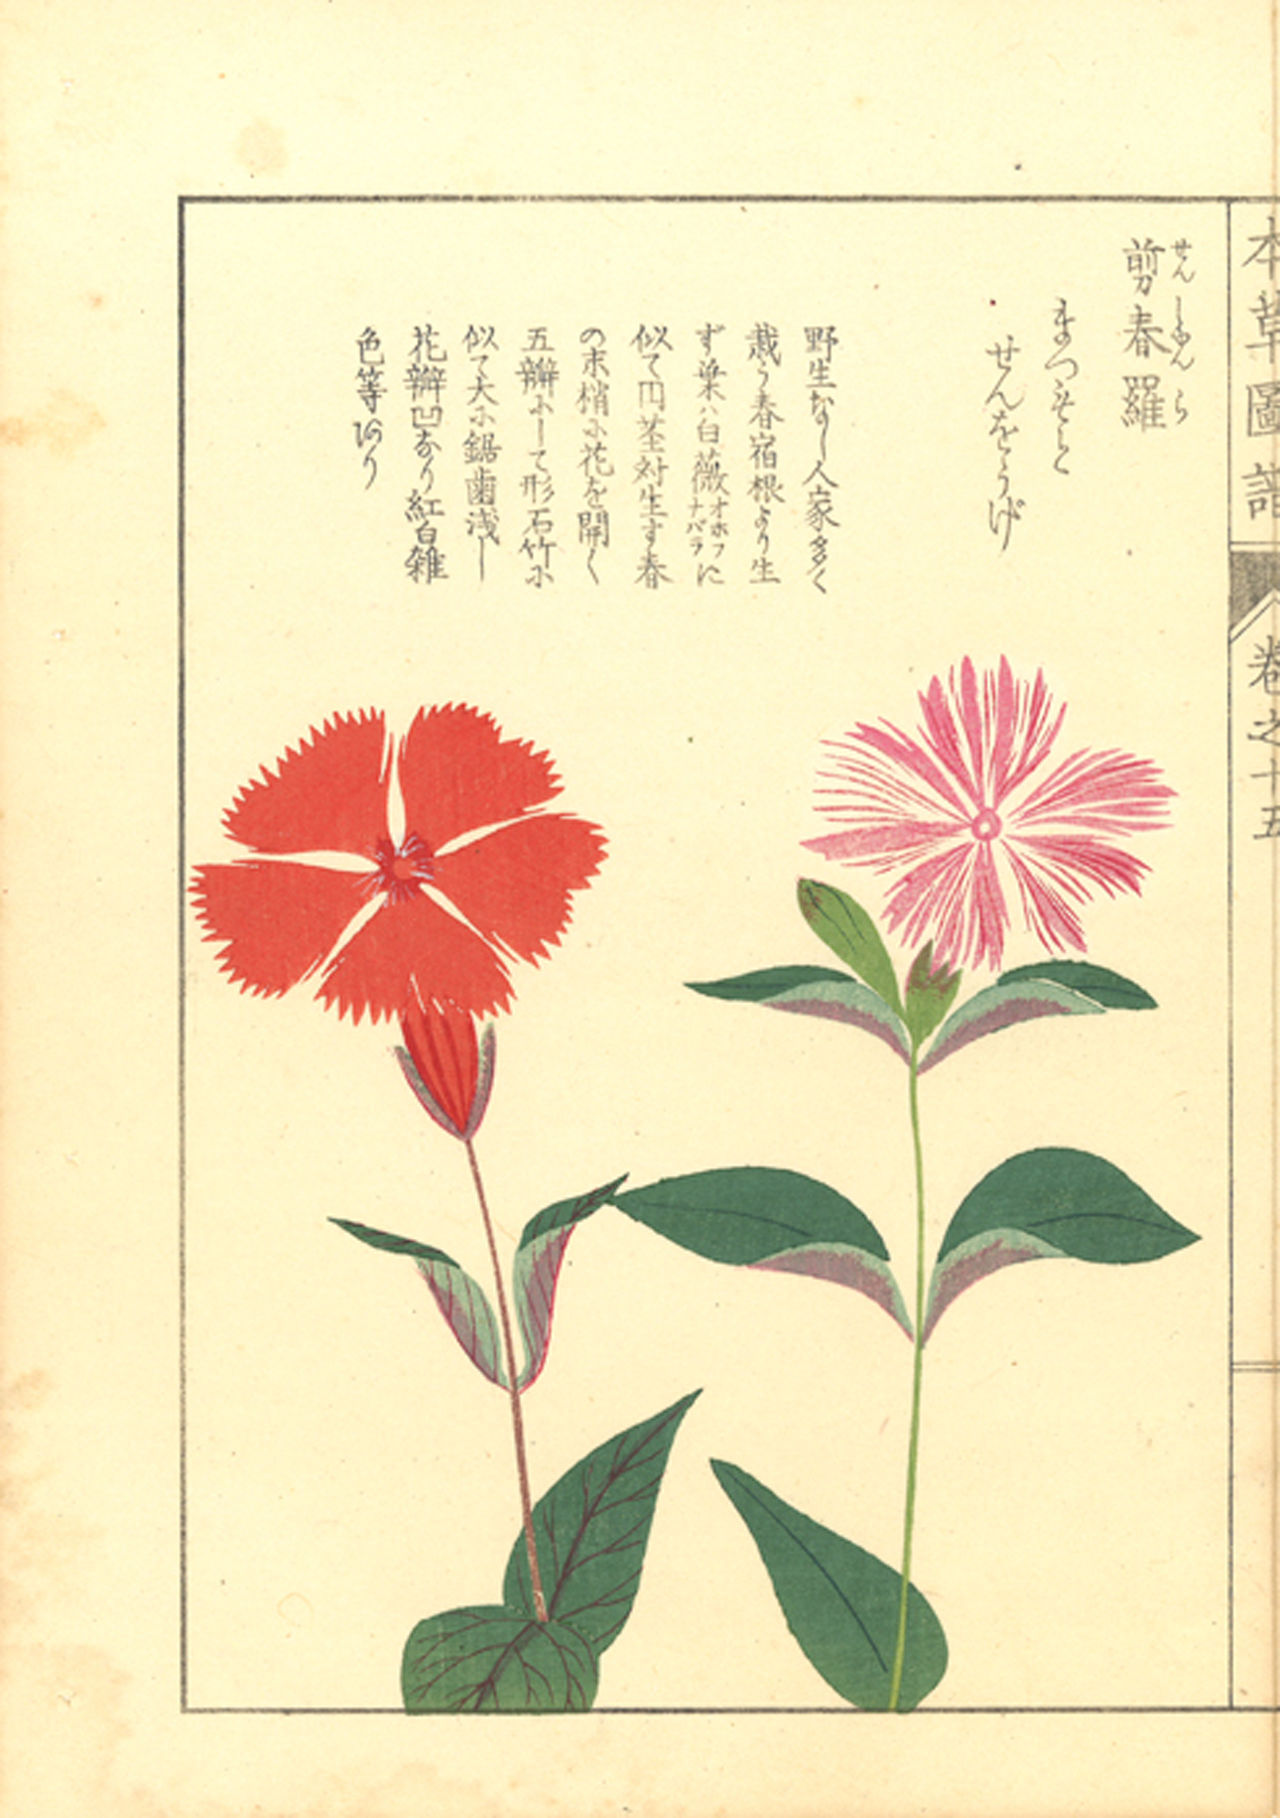 本草圖譜 巻之十五
剪春羅
せんしゅんら
まつもと
せんをうげ
野生なし人家多く
栽う春宿根より生
ず葉ハ白薇オホフナバラに
似て円茎対生す春
の末梢に花を開く
五瓣にして形石竹に
似て大に鋸歯浅し
花瓣凹あり紅白雑
色等あり